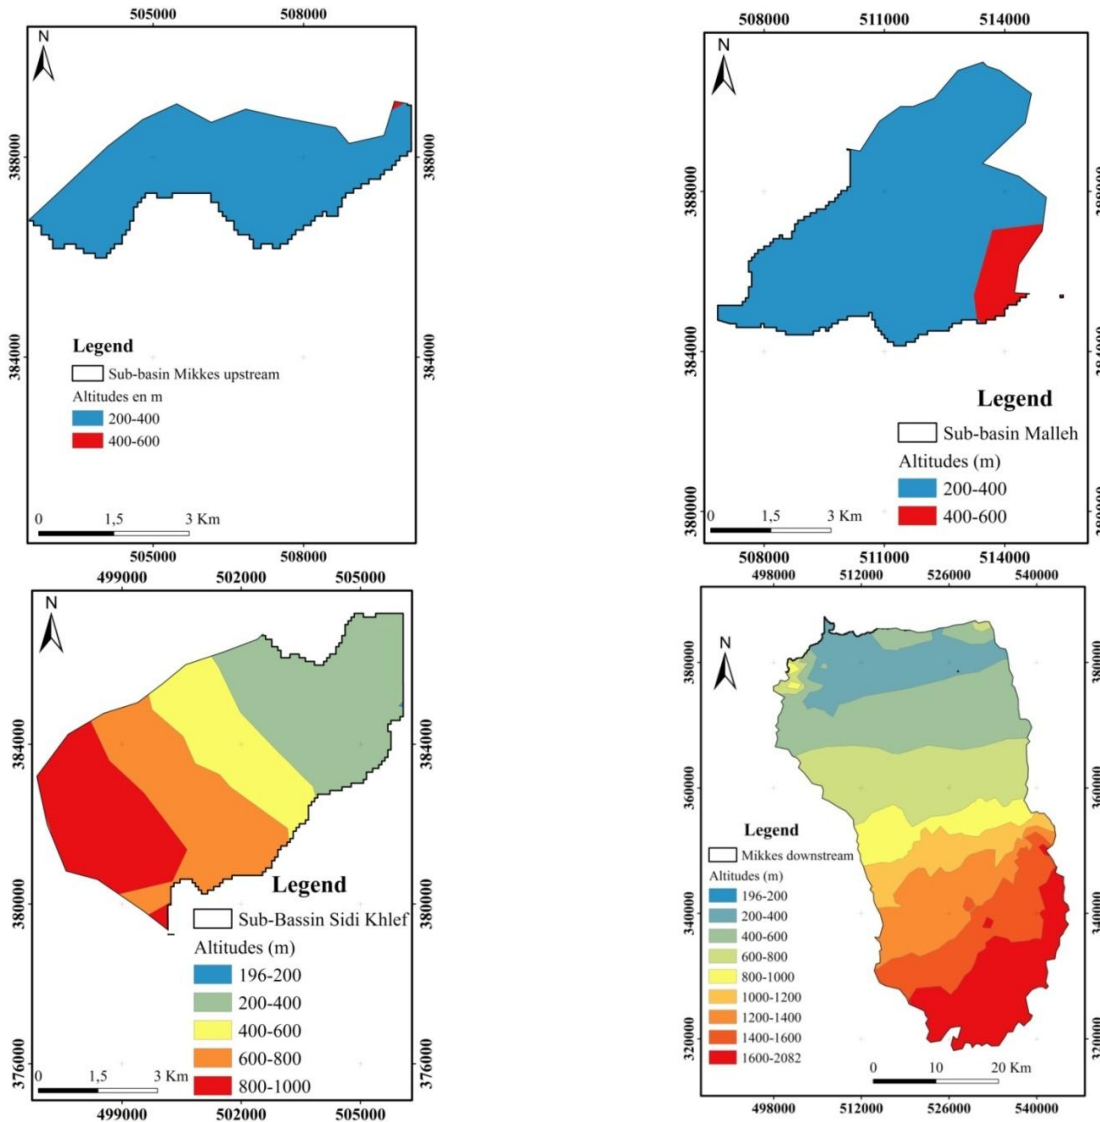 505000 508000
N
388000 388000
384000 384000
Legend
Sub-basin Mikkes upstream
Altitudes en m
200-400
400-600
0 1,5 3 Km
505000 508000
508000 511000 514000
N
388000 388000
384000 384000
Legend
Sub-basin Malleh
Altitudes (m)
200-400
400-600
380000 380000
0 1,5 3 Km
508000 511000 514000
499000 502000 505000
N
384000 384000
380000 380000
Legend
Sub-Bassin Sidi Khlef
Altitudes (m)
196-200
200-400
400-600
600-800
800-1000
376000 376000
0 1,5 3 Km
499000 502000 505000
498000 512000 526000 540000
N
380000 380000
360000 360000
Legend
Mikkes downstream
Altitudes (m)
196-200
200-400
400-600
600-800
800-1000
1000-1200
1200-1400
1400-1600
1600-2082
340000 340000
320000 320000
0 10 20 Km
498000 512000 526000 540000